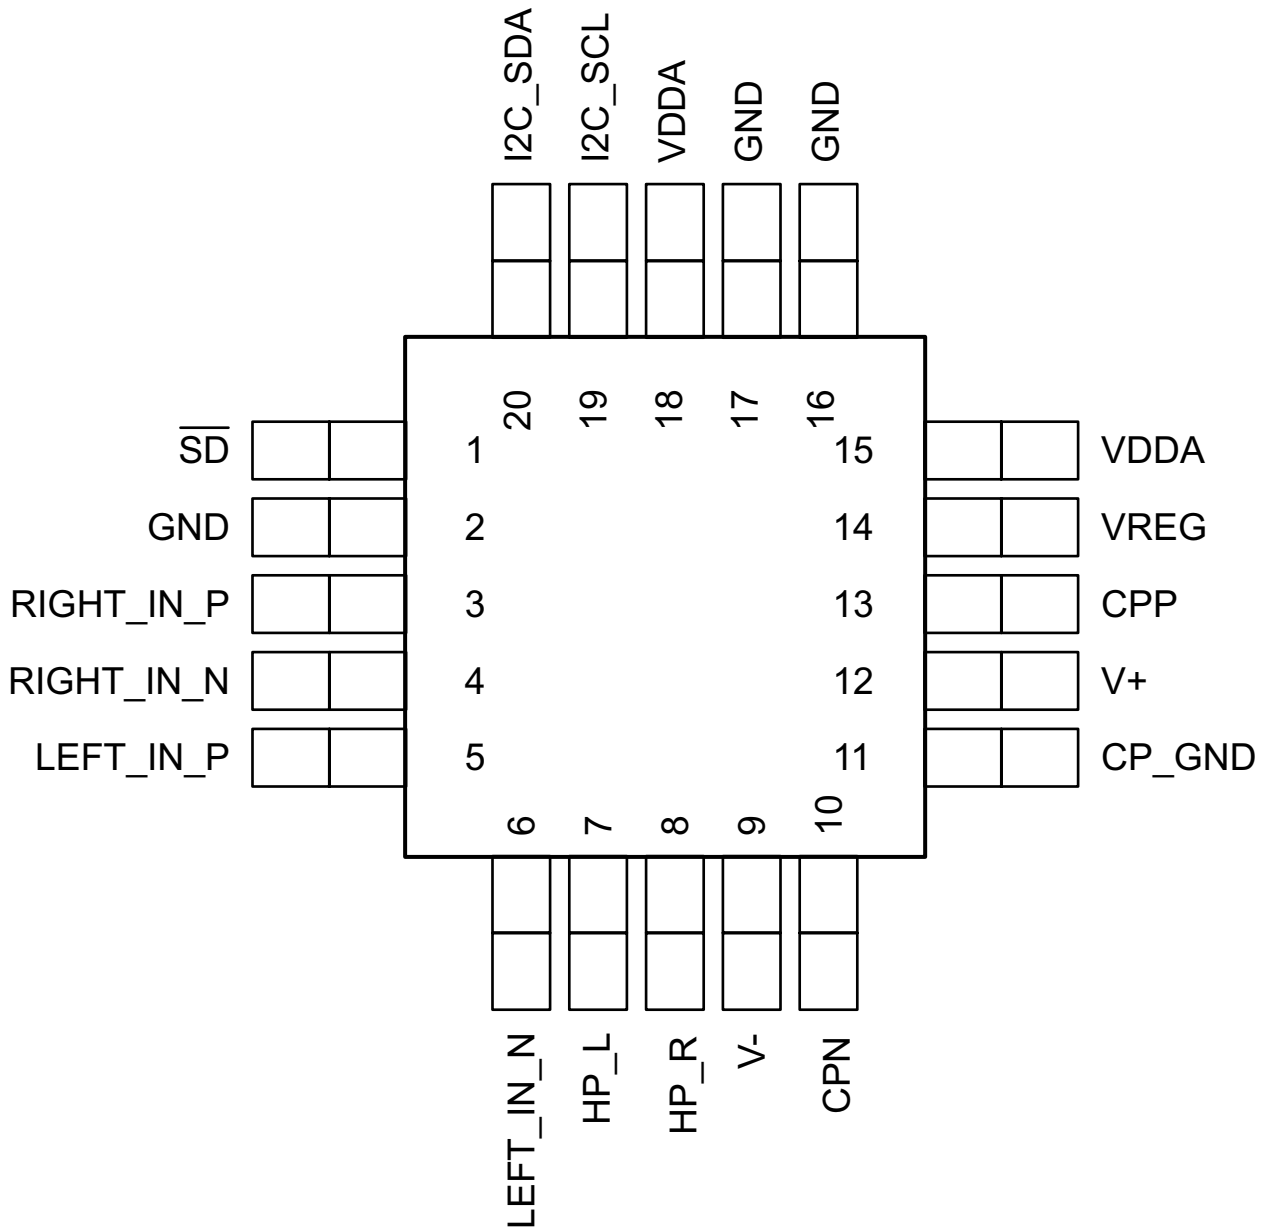 I2C_SDA
I2C_SCL
VDDA
GND
GND
20
19
18
17
16
SD
1
15
VDDA
GND
2
14
VREG
RIGHT_IN_P
3
13
CPP
RIGHT_IN_N
4
12
V+
LEFT_IN_P
5
11
CP_GND
6
7
8
9
10
LEFT_IN_N
HP_L
HP_R
V-
CPN